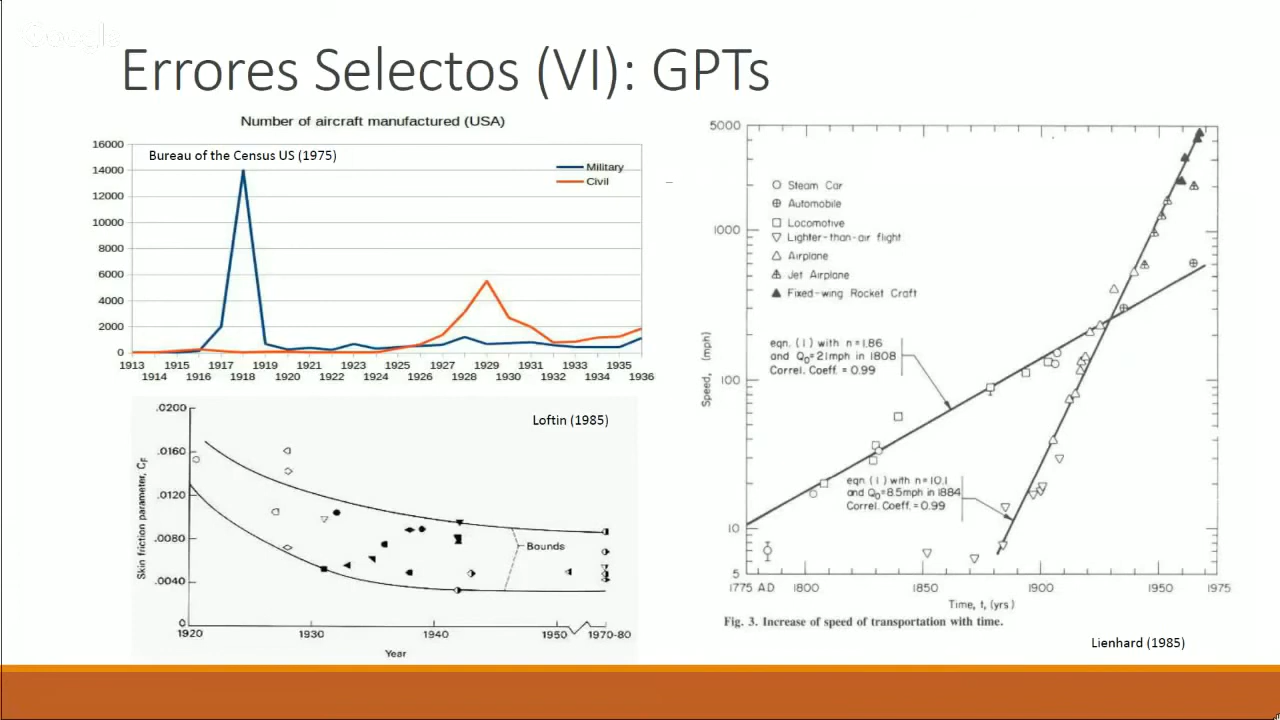 Google
Errores Selectos (VI): GPTs
Number of aircraft manufactured (USA)
16000
14000
12000
10000
8000
6000
4000
2000
0
Bureau of the Census US (1975)
Military
Civil
1913 1915 1917 1919 1921 1923 1925 1927 1929 1931 1933 1935
1914 1916 1918 1920 1922 1924 1926 1928 1930 1932 1934 1936
Loftin (1985)
Skin friction parameter, C̄F
.0200
.0160
.0120
.0080
.0040
0
Bounds
1920 1930 1940 1950 1970-80
Year
5000
1000
100
10
5
Speed, (mph)
Steam Car
Automobile
Locomotive
Lighter-than-air flight
Airplane
Jet Airplane
Fixed-wing Rocket Craft
eqn. (1) with n=1.86
and Q₀=21mph in 1808
Correl. Coeff. = 0.99
eqn. (1) with n=10.1
and Q₀=8.5mph in 1884
Correl. Coeff. = 0.99
1775 AD 1800 1850 1900 1950 1975
Time, t, (yrs)
Fig. 3. Increase of speed of transportation with time.
Lienhard (1985)